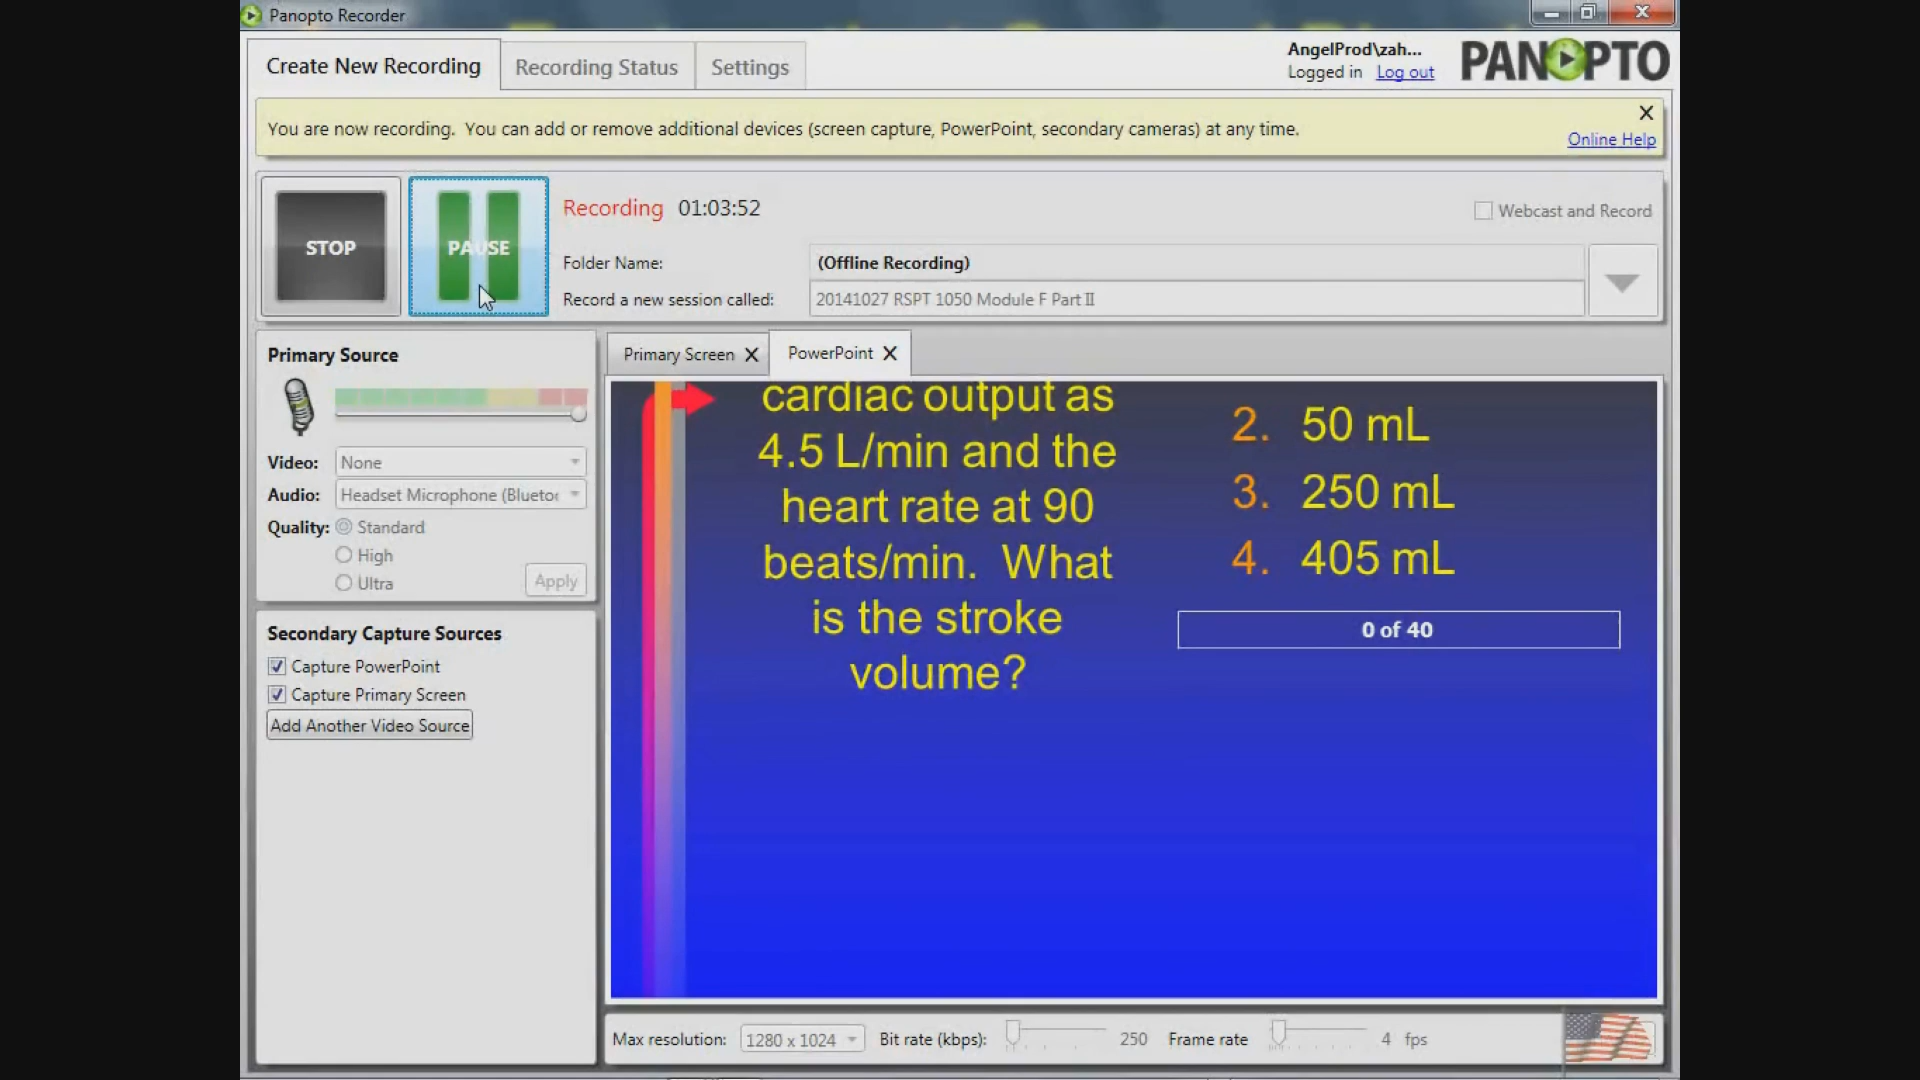 Panopto Recorder
Create New Recording
Recording Status
Settings
AngelProd\zah...
Logged in Log out
PANOPTO
You are now recording. You can add or remove additional devices (screen capture, PowerPoint, secondary cameras) at any time.
Online Help
STOP
PAUSE
Recording 01:03:52
Webcast and Record
Folder Name: (Offline Recording)
Record a new session called: 20141027 RSPT 1050 Module F Part II
Primary Source
Video: None
Audio: Headset Microphone (Bluetoo
Quality: Standard
High
Ultra
Apply
Secondary Capture Sources
Capture PowerPoint
Capture Primary Screen
Add Another Video Source
Primary Screen
PowerPoint
cardiac output as
4.5 L/min and the
heart rate at 90
beats/min. What
is the stroke
volume?
2. 50 mL
3. 250 mL
4. 405 mL
0 of 40
Max resolution: 1280 x 1024 Bit rate (kbps): 250 Frame rate 4 fps